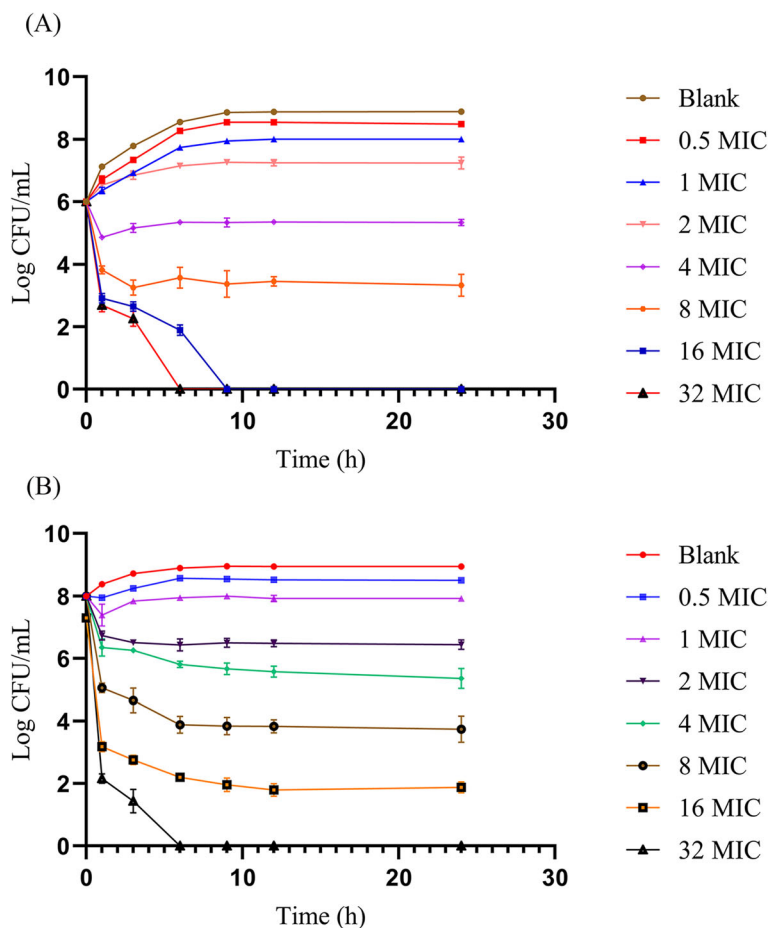 (A)
10
8
6
4
2
0
Log CFU/mL
0
10
20
30
Time (h)
Blank
0.5 MIC
1 MIC
2 MIC
4 MIC
8 MIC
16 MIC
32 MIC
(B)
10
8
6
4
2
0
Log CFU/mL
0
10
20
30
Time (h)
Blank
0.5 MIC
1 MIC
2 MIC
4 MIC
8 MIC
16 MIC
32 MIC